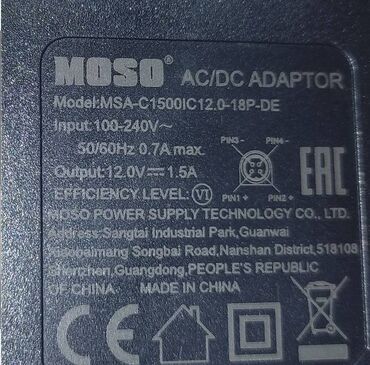 MOSO AC/DC ADAPTOR
Model:MSA-C1500IC12.0-18P-DE
Input:100-240V~
50/60Hz 0.7A max.
Output:12.0V⎓1.5A
EFFICIENCY LEVEL: VI
PIN3 - PIN4 -
PIN1 + PIN2 +
EAC
MOSO POWER SUPPLY TECHNOLOGY CO., LTD.
Address:Sangtai Industrial Park,Guanwai
Xiaobaimang Songbai Road,Nanshan District,518108
Shenzhen,Guangdong,PEOPLE'S REPUBLIC
OF CHINA MADE IN CHINA
CE